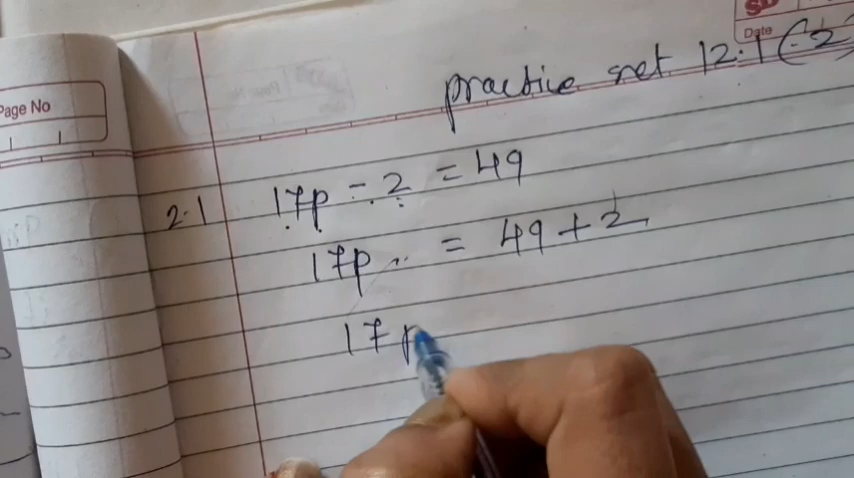 Page No
Date
practice set 12.1 (2)
2.1 17p - 2 = 49
17p = 49 + 2
17p